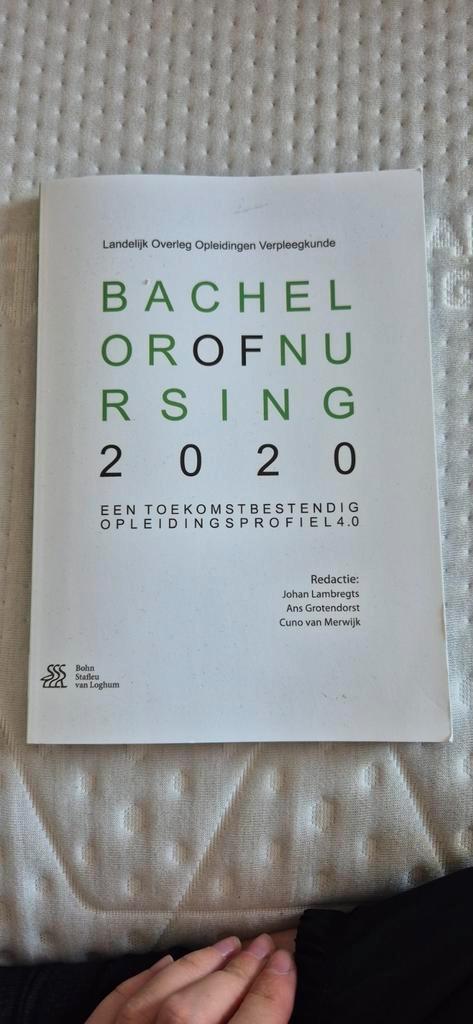 Landelijk Overleg Opleidingen Verpleegkunde
BACHEL
OROFNU
RSING
2020
EEN TOEKOMSTBESTENDIG
OPLEIDINGSPROFIEL 4.0
Redactie:
Johan Lambregts
Ans Grotendorst
Cuno van Merwijk
Bohn
Stafleu
van Loghum